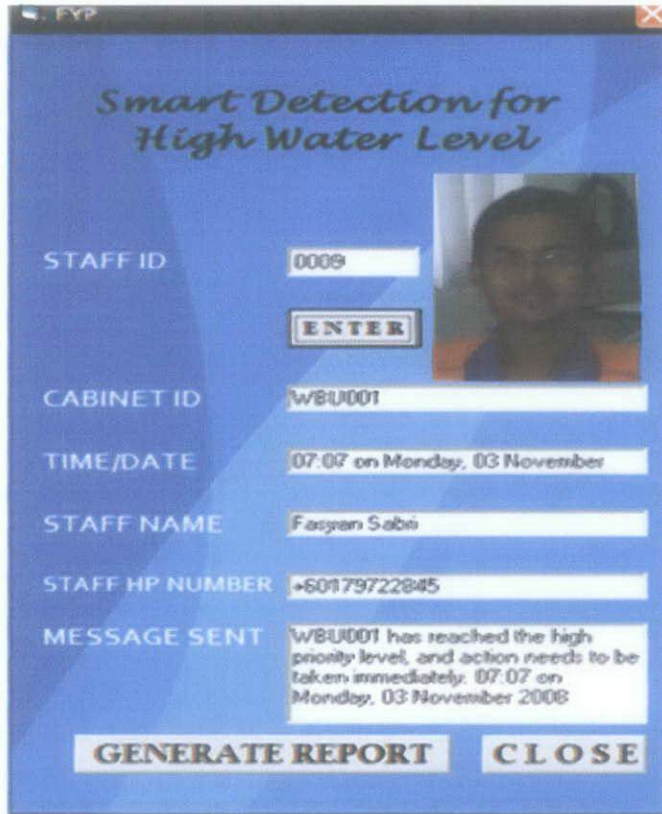 FYP
Smart Detection for
High Water Level
STAFF ID
0009
ENTER
CABINET ID
WBU001
TIME/DATE
07:07 on Monday, 03 November
STAFF NAME
Sabri
STAFF HP NUMBER
+60179722845
MESSAGE SENT
WBU001 has reached the high
priority level, and action needs to be
taken immediately. 07:07 on
Monday, 03 November 2008
GENERATE REPORT
CLOSE